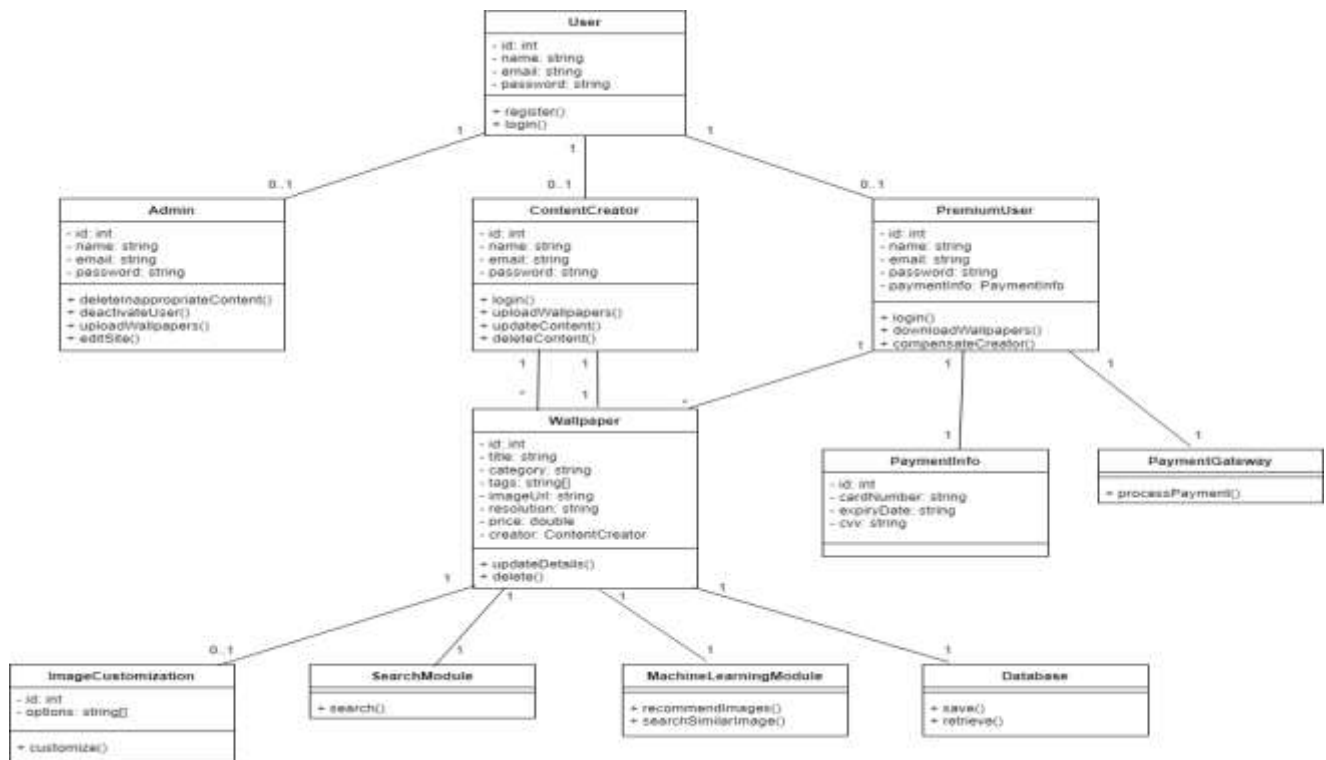 User
- id: int
- name: string
- email: string
- password: string
+ register()
+ login()
1
1
1
0..1
0..1
0..1
Admin
- id: int
- name: string
- email: string
- password: string
+ deleteInappropriateContent()
+ deactivateUser()
+ uploadWallpapers()
+ editSite()
ContentCreator
- id: int
- name: string
- email: string
- password: string
+ login()
+ uploadWallpapers()
+ updateContent()
+ deleteContent()
PremiumUser
- id: int
- name: string
- email: string
- password: string
- paymentInfo: PaymentInfo
+ login()
+ downloadWallpapers()
+ compensateCreator()
1
1
1
1
1
*
1
*
1
1
Wallpaper
- id: int
- title: string
- category: string
- tags: string[]
- imageUrl: string
- resolution: string
- price: double
- creator: ContentCreator
+ updateDetails()
+ delete()
PaymentInfo
- id: int
- cardNumber: string
- expiryDate: string
- cvv: string
PaymentGateway
+ processPayment()
1
1
1
1
0..1
1
1
1
ImageCustomization
- id: int
- options: string[]
+ customize()
SearchModule
+ search()
MachineLearningModule
+ recommendImages()
+ searchSimilarImage()
Database
+ save()
+ retrieve()